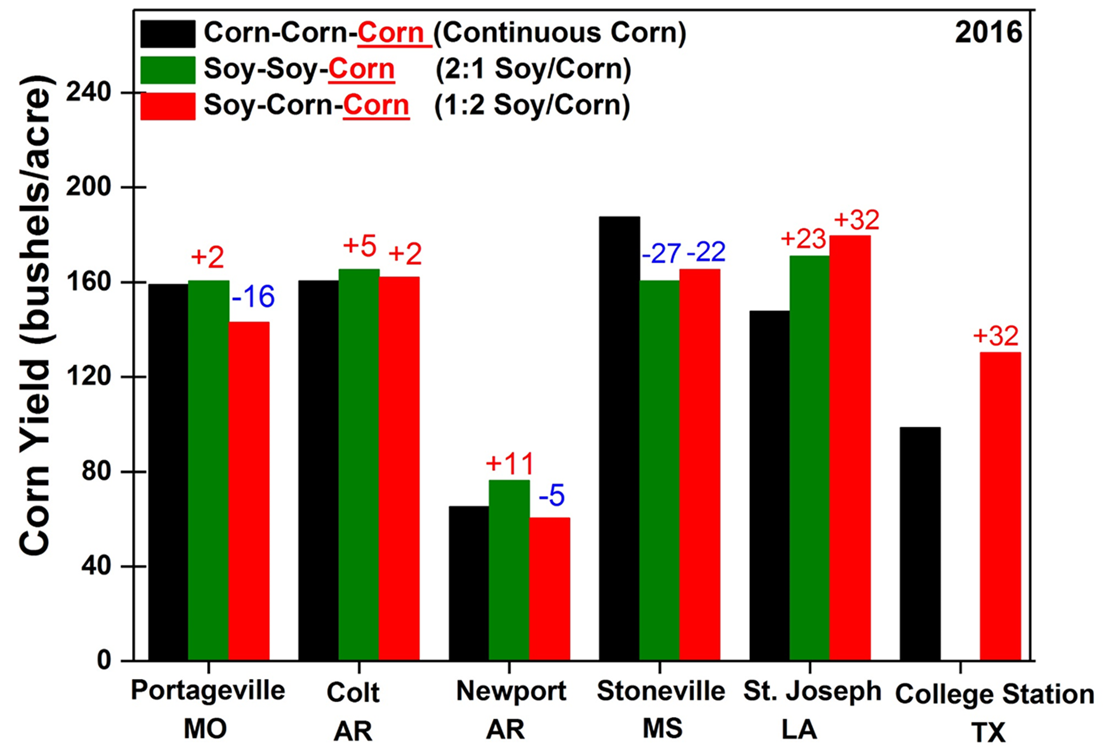 Corn-Corn-Corn (Continuous Corn)
2016
Soy-Soy-Corn (2:1 Soy/Corn)
Soy-Corn-Corn (1:2 Soy/Corn)
Corn Yield (bushels/acre)
240
200
160
120
80
40
0
+2
-16
+5
+2
+11
-5
-27
-22
+23
+32
+32
Portageville
MO
Colt
AR
Newport
AR
Stoneville
MS
St. Joseph
LA
College Station
TX